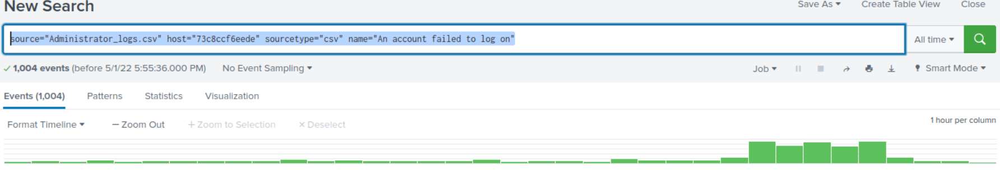 New Search
Save As Create Table View Close
source="Administrator_logs.csv" host="73c8ccf6eede" sourcetype="csv" name="An account failed to log on"
All time
1,004 events (before 5/1/22 5:55:36.000 PM) No Event Sampling
Job Smart Mode
Events (1,004) Patterns Statistics Visualization
Format Timeline — Zoom Out + Zoom to Selection × Deselect
1 hour per column